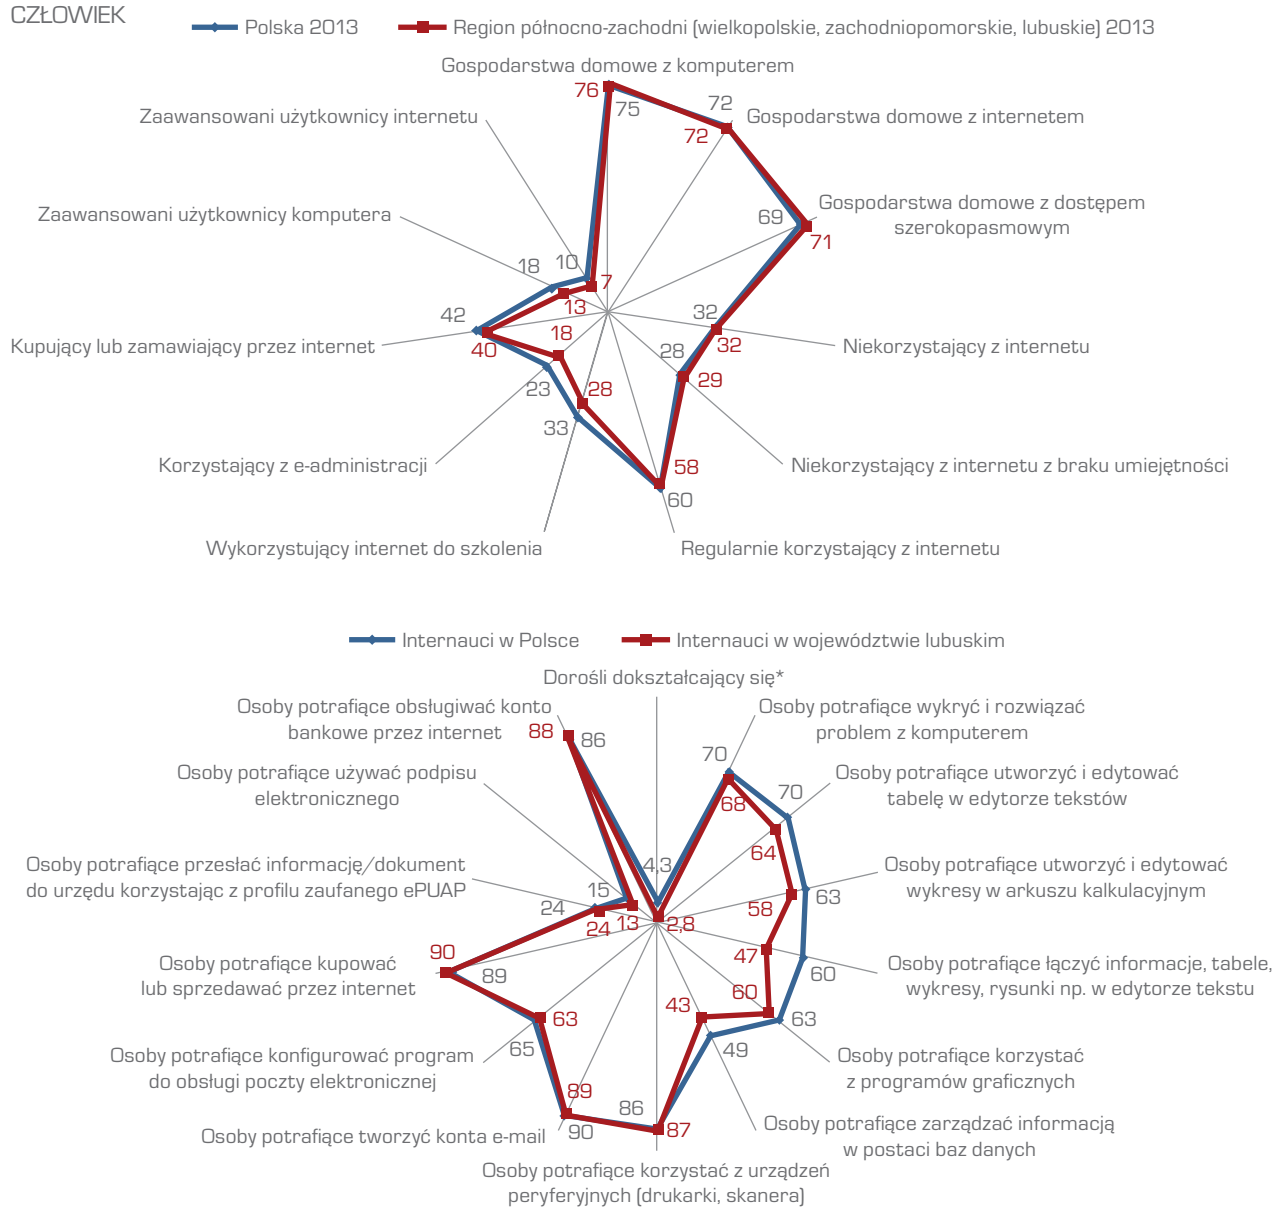 CZŁOWIEK
Polska 2013
Region północno-zachodni (wielkopolskie, zachodniopomorskie, lubuskie) 2013
Gospodarstwa domowe z komputerem
76
75
72
72
Gospodarstwa domowe z internetem
Zaawansowani użytkownicy internetu
Zaawansowani użytkownicy komputera
69
Gospodarstwa domowe z dostępem
szerokopasmowym
71
18
10
7
13
42
Kupujący lub zamawiający przez internet
40
18
32
32
Niekorzystający z internetu
28
29
23
28
33
Korzystający z e-administracji
58
60
Niekorzystający z internetu z braku umiejętności
Wykorzystujący internet do szkolenia
Regularnie korzystający z internetu
Internauci w Polsce
Internauci w województwie lubuskim
Dorośli dokształcający się*
Osoby potrafiące obsługiwać konto
bankowe przez internet
88
86
Osoby potrafiące wykryć i rozwiązać
problem z komputerem
70
68
Osoby potrafiące używać podpisu
elektronicznego
Osoby potrafiące utworzyć i edytować
tabelę w edytorze tekstów
70
64
Osoby potrafiące przesłać informację/dokument
do urzędu korzystając z profilu zaufanego ePUAP
4,3
2,8
15
13
24
24
Osoby potrafiące utworzyć i edytować
wykresy w arkuszu kalkulacyjnym
63
58
90
89
Osoby potrafiące kupować
lub sprzedawać przez internet
47
60
Osoby potrafiące łączyć informacje, tabele,
wykresy, rysunki np. w edytorze tekstu
60
63
63
65
43
49
Osoby potrafiące konfigurować program
do obsługi poczty elektronicznej
Osoby potrafiące korzystać
z programów graficznych
89
90
86
87
Osoby potrafiące tworzyć konta e-mail
Osoby potrafiące zarządzać informacją
w postaci baz danych
Osoby potrafiące korzystać z urządzeń
peryferyjnych (drukarki, skanera)